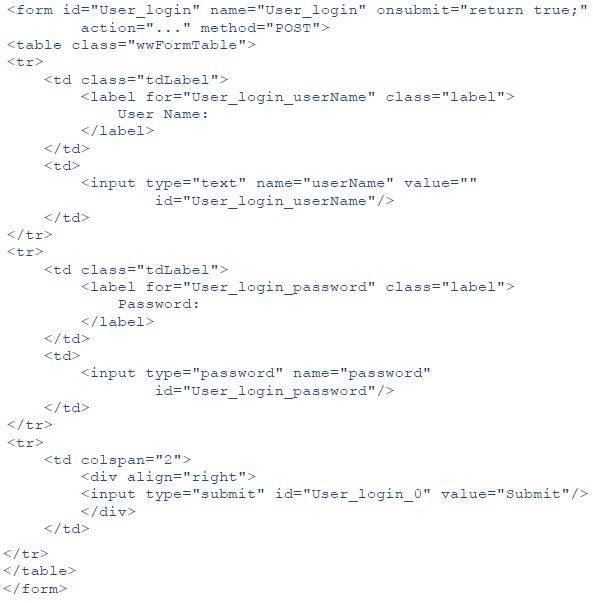 <form id="User_login" name="User_login" onsubmit="return true;"
        action="..." method="POST">
<table class="wwFormTable">
<tr>
    <td class="tdLabel">
        <label for="User_login_userName" class="label">
            User Name:
        </label>
    </td>
    <td>
        <input type="text" name="userName" value=""
                id="User_login_userName"/>
    </td>
</tr>
<tr>
    <td class="tdLabel">
        <label for="User_login_password" class="label">
            Password:
        </label>
    </td>
    <td>
        <input type="password" name="password"
                id="User_login_password"/>
    </td>
</tr>
<tr>
    <td colspan="2">
        <div align="right">
        <input type="submit" id="User_login_0" value="Submit"/>
        </div>
    </td>
</tr>
</table>
</form>